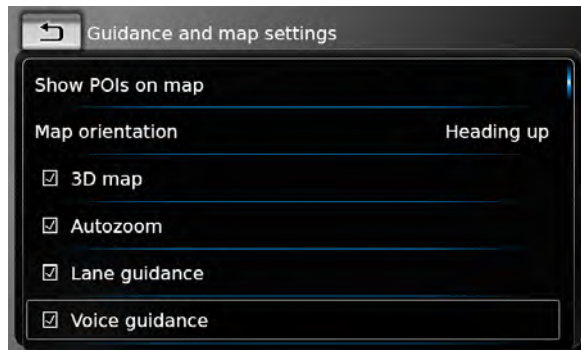 Guidance and map settings
Show POIs on map
Map orientation Heading up
3D map
Autozoom
Lane guidance
Voice guidance